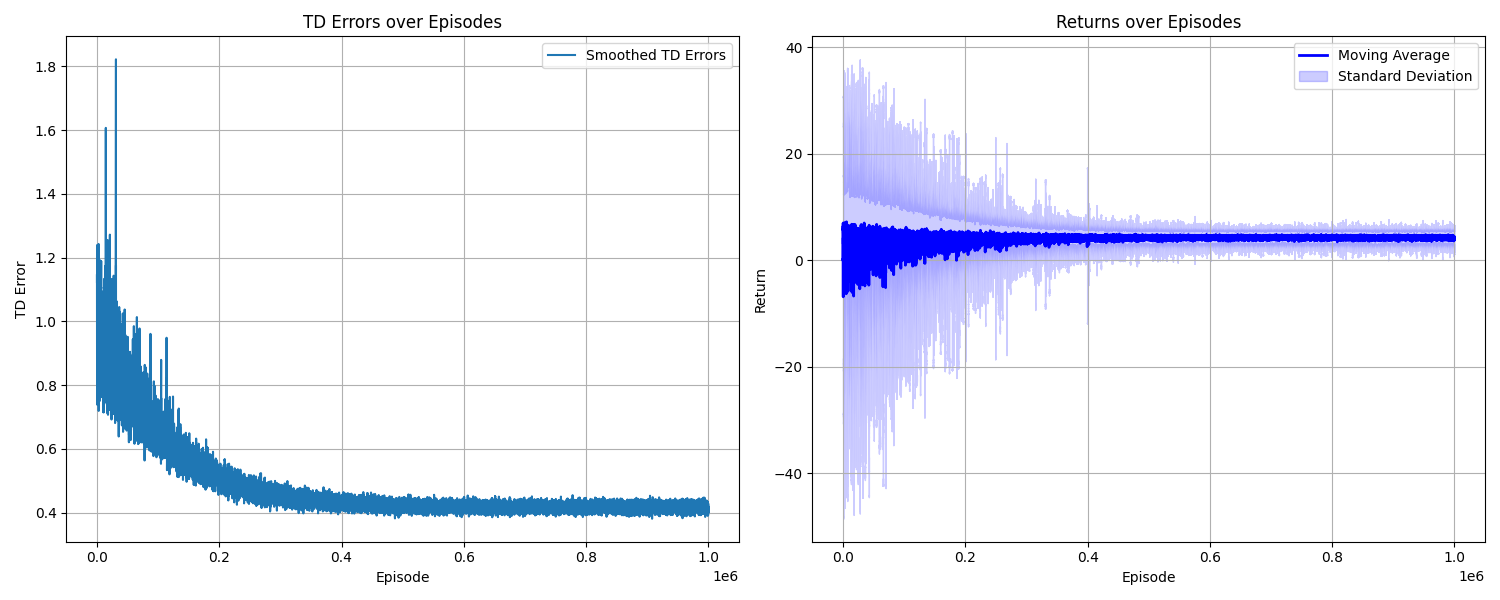 TD Errors over Episodes
Smoothed TD Errors
TD Error
1.8
1.6
1.4
1.2
1.0
0.8
0.6
0.4
0.0 0.2 0.4 0.6 0.8 1.0
1e6
Episode
Returns over Episodes
Moving Average
Standard Deviation
Return
40
20
0
−20
−40
0.0 0.2 0.4 0.6 0.8 1.0
1e6
Episode